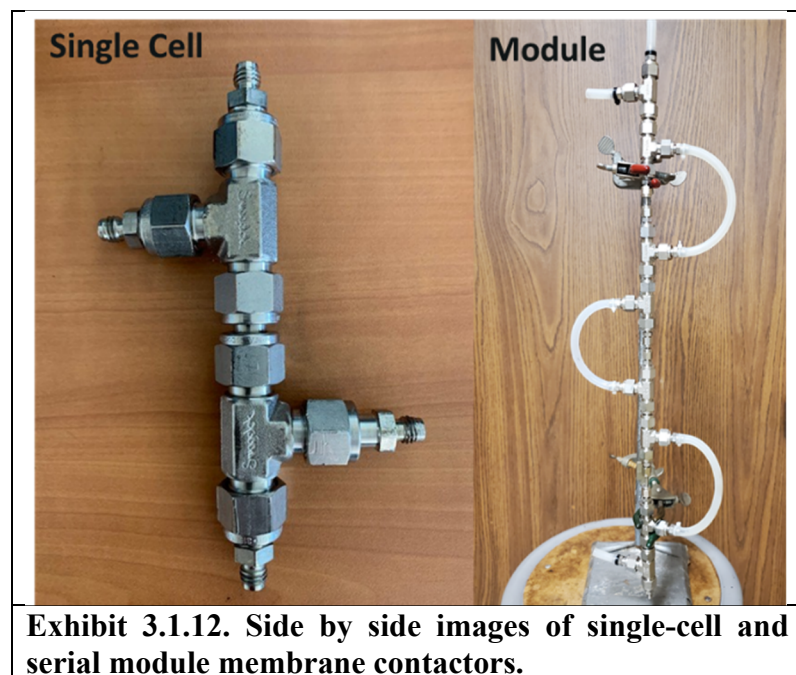 Single Cell
Module
Exhibit 3.1.12. Side by side images of single-cell and
serial module membrane contactors.